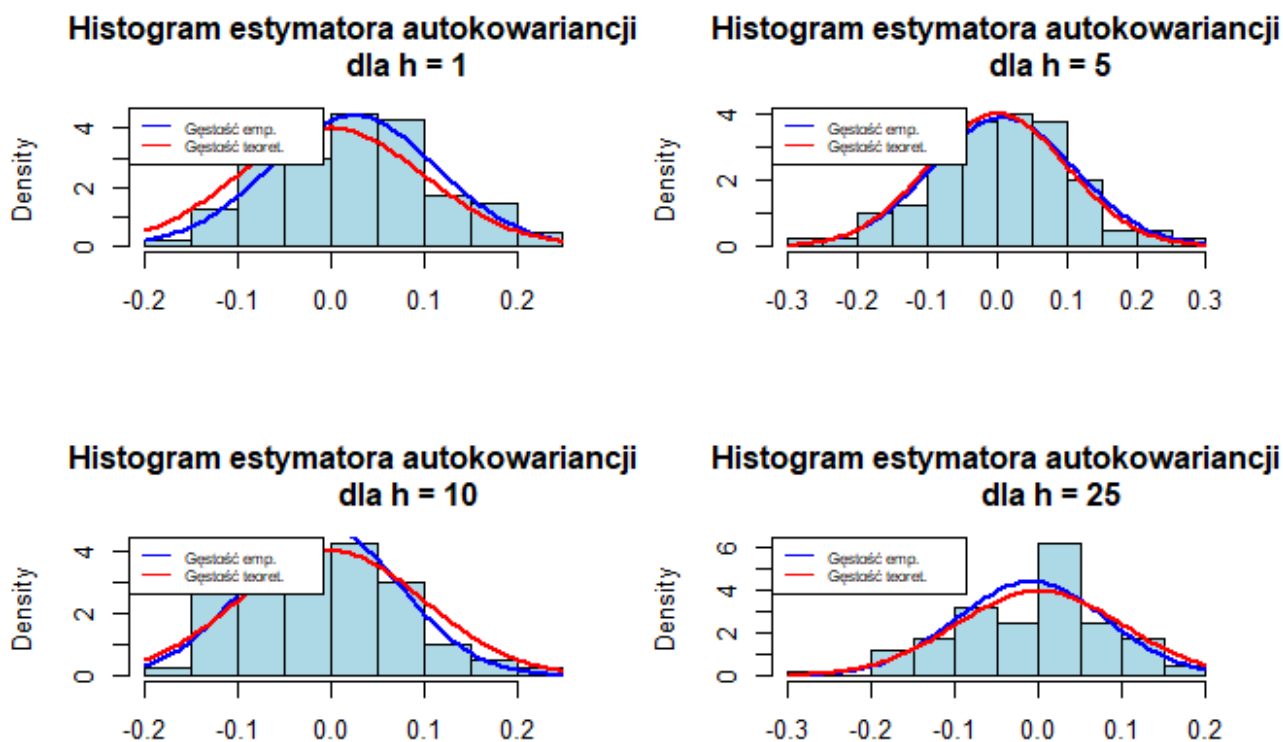 Histogram estymatora autokowariancji
dla h = 1
Density
0 2 4
Gęstość emp.
Gęstość teoret.
-0.2 -0.1 0.0 0.1 0.2
Histogram estymatora autokowariancji
dla h = 5
Density
0 2 4
Gęstość emp.
Gęstość teoret.
-0.3 -0.2 -0.1 0.0 0.1 0.2 0.3
Histogram estymatora autokowariancji
dla h = 10
Density
0 2 4
Gęstość emp.
Gęstość teoret.
-0.2 -0.1 0.0 0.1 0.2
Histogram estymatora autokowariancji
dla h = 25
Density
0 2 4 6
Gęstość emp.
Gęstość teoret.
-0.3 -0.2 -0.1 0.0 0.1 0.2